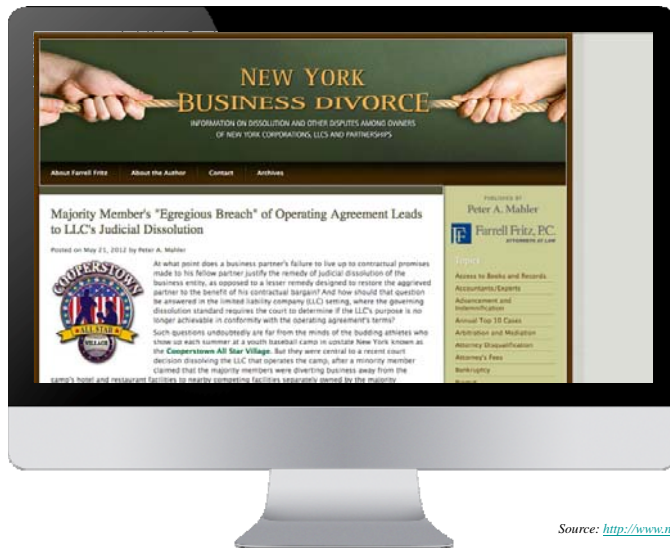 NEW YORK
BUSINESS DIVORCE
INFORMATION ON DISSOLUTION AND OTHER DISPUTES AMONG OWNERS
OF NEW YORK CORPORATIONS, LLCS AND PARTNERSHIPS
About Farrell Fritz About the Author Contact Archives
Majority Member's "Egregious Breach" of Operating Agreement Leads
to LLC's Judicial Dissolution
Posted on May 21, 2012 by Peter A. Mahler
COOPERSTOWN
ALL STAR
VILLAGE
At what point does a business partner's failure to live up to contractual promises
made to his fellow partner justify the remedy of judicial dissolution of the
business entity, as opposed to a lesser remedy designed to restore the aggrieved
partner to the benefit of his contractual bargain? And how should that question
be answered in the limited liability company (LLC) setting, where the governing
dissolution standard requires the court to determine if the LLC's purpose is no
longer achievable in conformity with the operating agreement's terms?
Such questions undoubtedly are far from the minds of the budding athletes who
show up each summer at a youth baseball camp in upstate New York known as
the Cooperstown All Star Village. But they were central to a recent court
decision dissolving the LLC that operates the camp, after a minority member
claimed that the majority members were diverting business away from the
camp's hotel and restaurant facilities to nearby competing facilities separately owned by the majority
PUBLISHED BY
Peter A. Mahler
Farrell Fritz, P.C.
ATTORNEYS AT LAW
Topics
Access to Books and Records
Accountants/Experts
Advancement and
Indemnification
Annual Top 10 Cases
Arbitration and Mediation
Attorney Disqualification
Attorney's Fees
Bankruptcy
Source: http://www.n